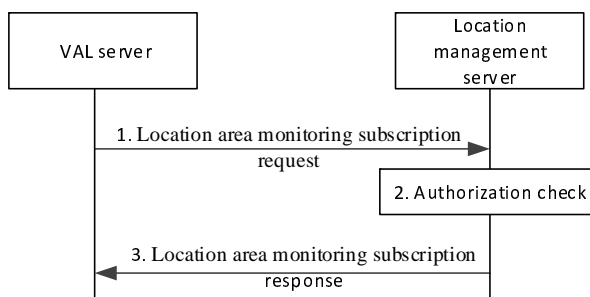 VAL server
Location
management
server
1. Location area monitoring subscription
request
2. Authorization check
3. Location area monitoring subscription
response